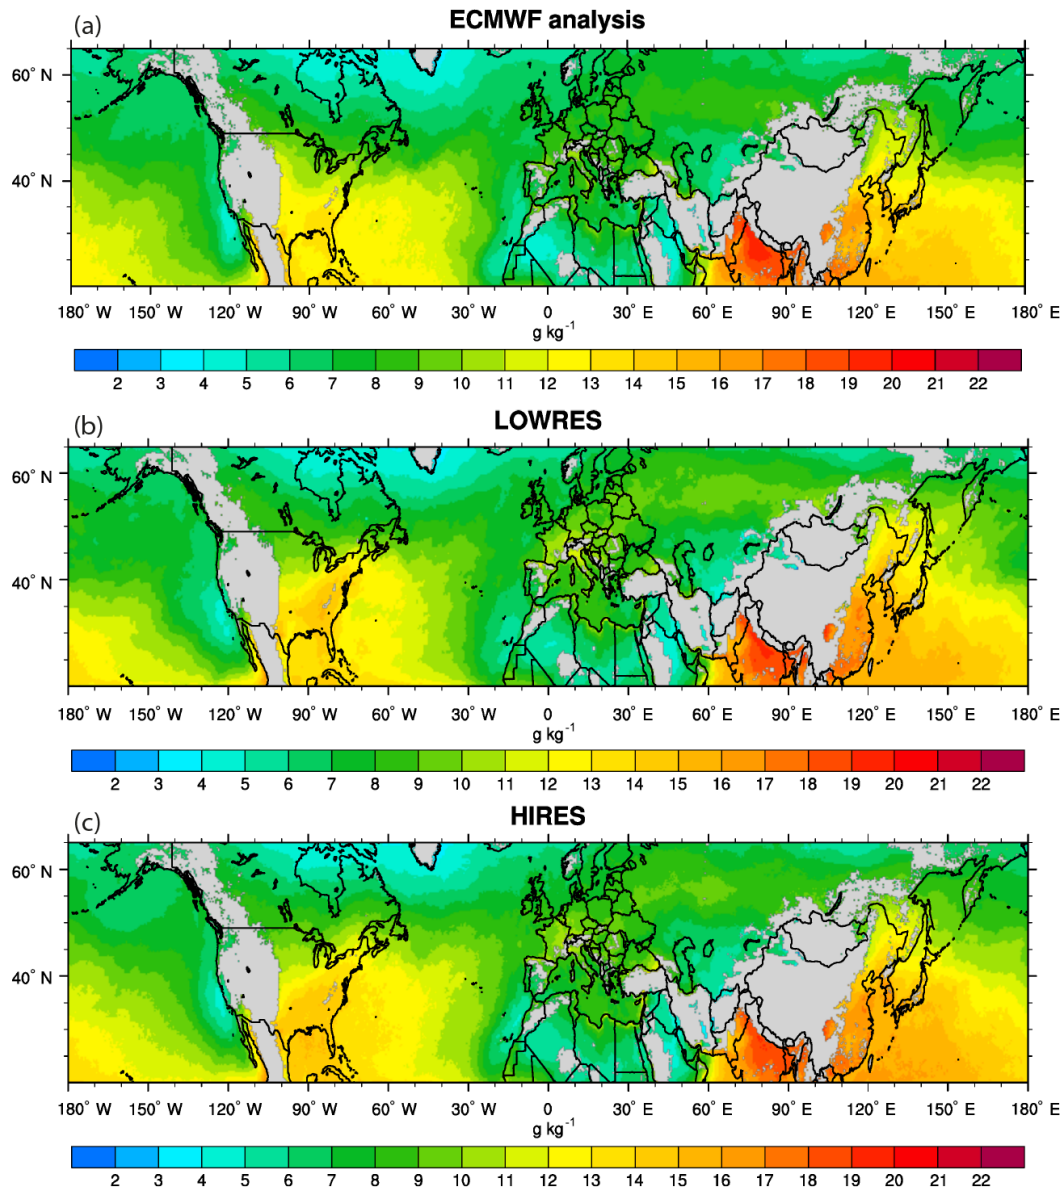 (a)
ECMWF analysis
60° N
40° N
180° W 150° W 120° W 90° W 60° W 30° W 0 30° E 60° E 90° E 120° E 150° E 180° E
g kg-1
2 3 4 5 6 7 8 9 10 11 12 13 14 15 16 17 18 19 20 21 22
(b)
LOWRES
60° N
40° N
180° W 150° W 120° W 90° W 60° W 30° W 0 30° E 60° E 90° E 120° E 150° E 180° E
g kg-1
2 3 4 5 6 7 8 9 10 11 12 13 14 15 16 17 18 19 20 21 22
(c)
HIRES
60° N
40° N
180° W 150° W 120° W 90° W 60° W 30° W 0 30° E 60° E 90° E 120° E 150° E 180° E
g kg-1
2 3 4 5 6 7 8 9 10 11 12 13 14 15 16 17 18 19 20 21 22